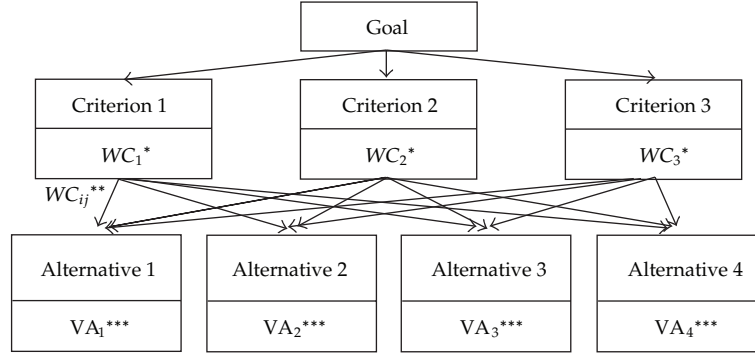 Goal
Criterion 1 Criterion 2 Criterion 3
WC₁* WC₂* WC₃*
WCᵢⱼ**
Alternative 1 Alternative 2 Alternative 3 Alternative 4
VA₁*** VA₂*** VA₃*** VA₄***